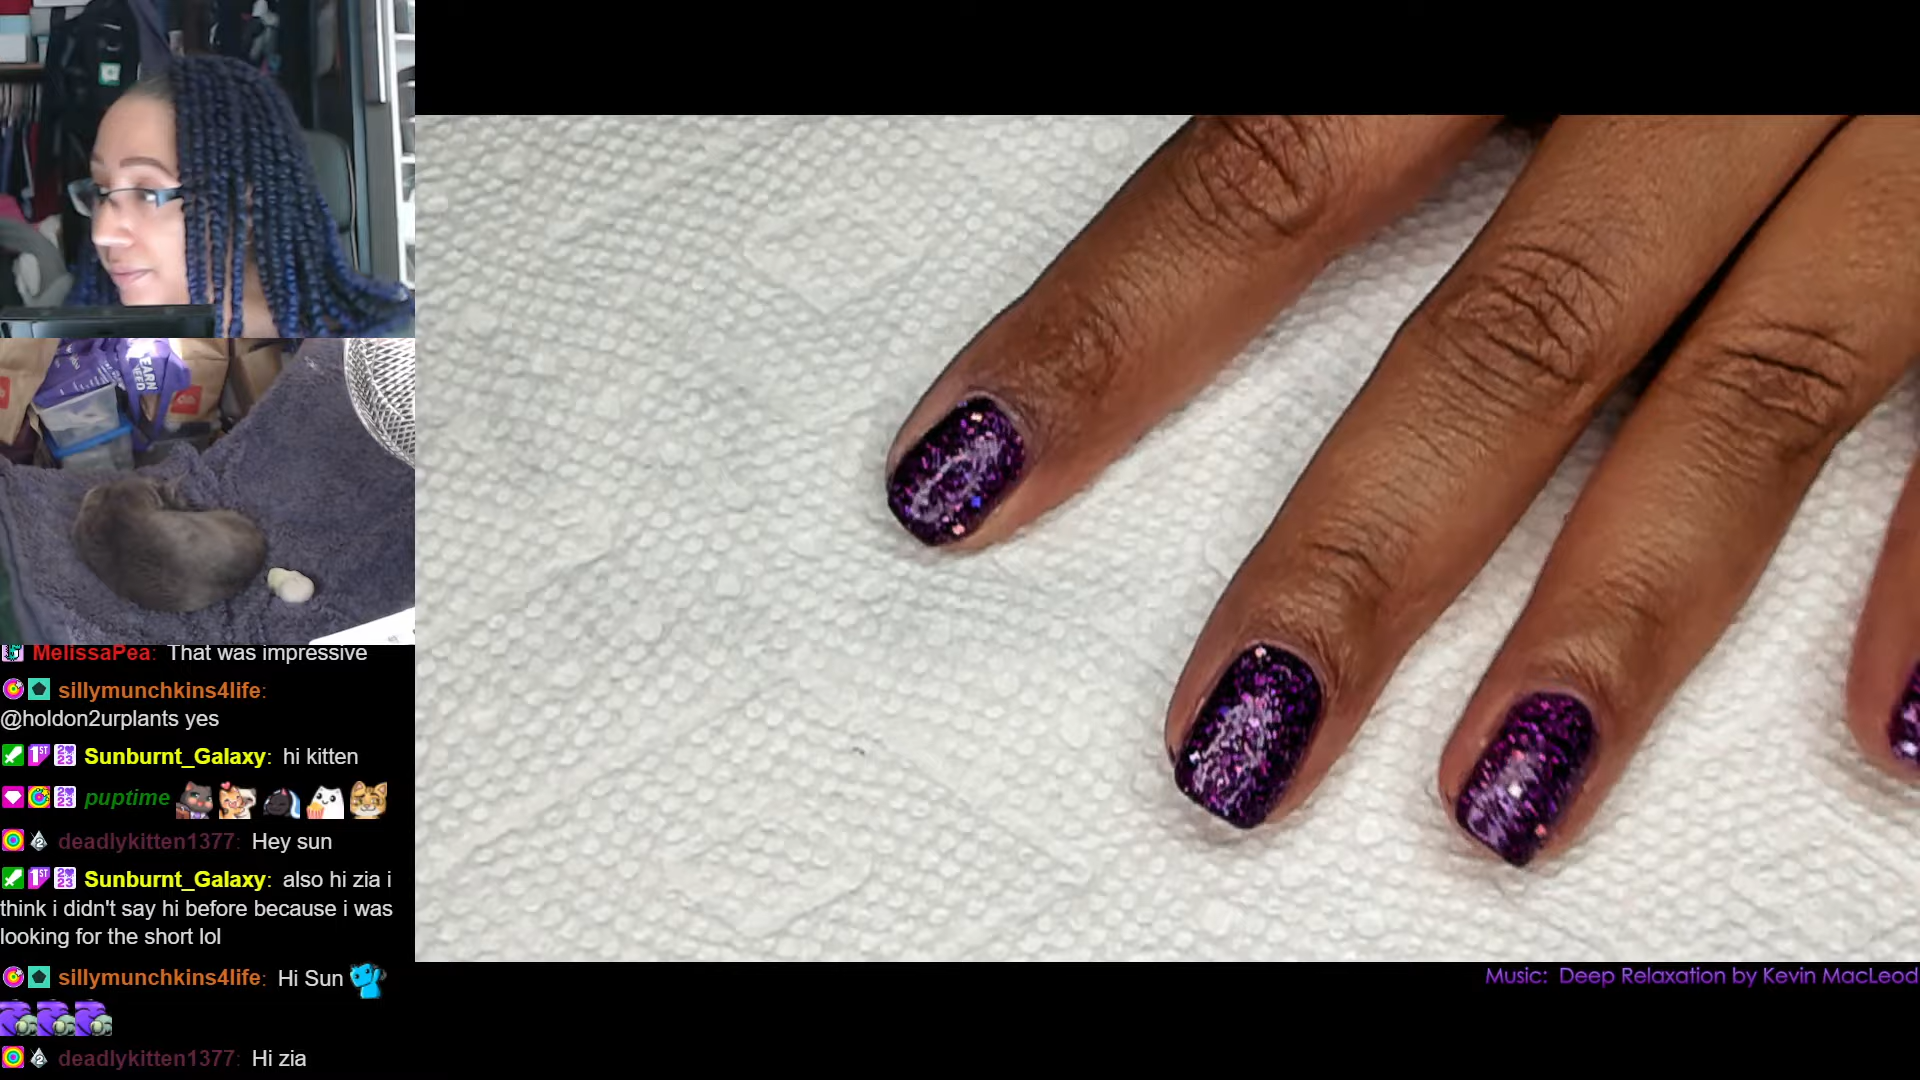 EARN
MelissaPea: That was impressive
sillymunchkins4life:
@holdon2urplants yes
Sunburnt_Galaxy: hi kitten
puptime
deadlykitten1377: Hey sun
Sunburnt_Galaxy: also hi zia i
think i didn't say hi before because i was
looking for the short lol
sillymunchkins4life: Hi Sun
deadlykitten1377: Hi zia
Music: Deep Relaxation by Kevin MacLeod